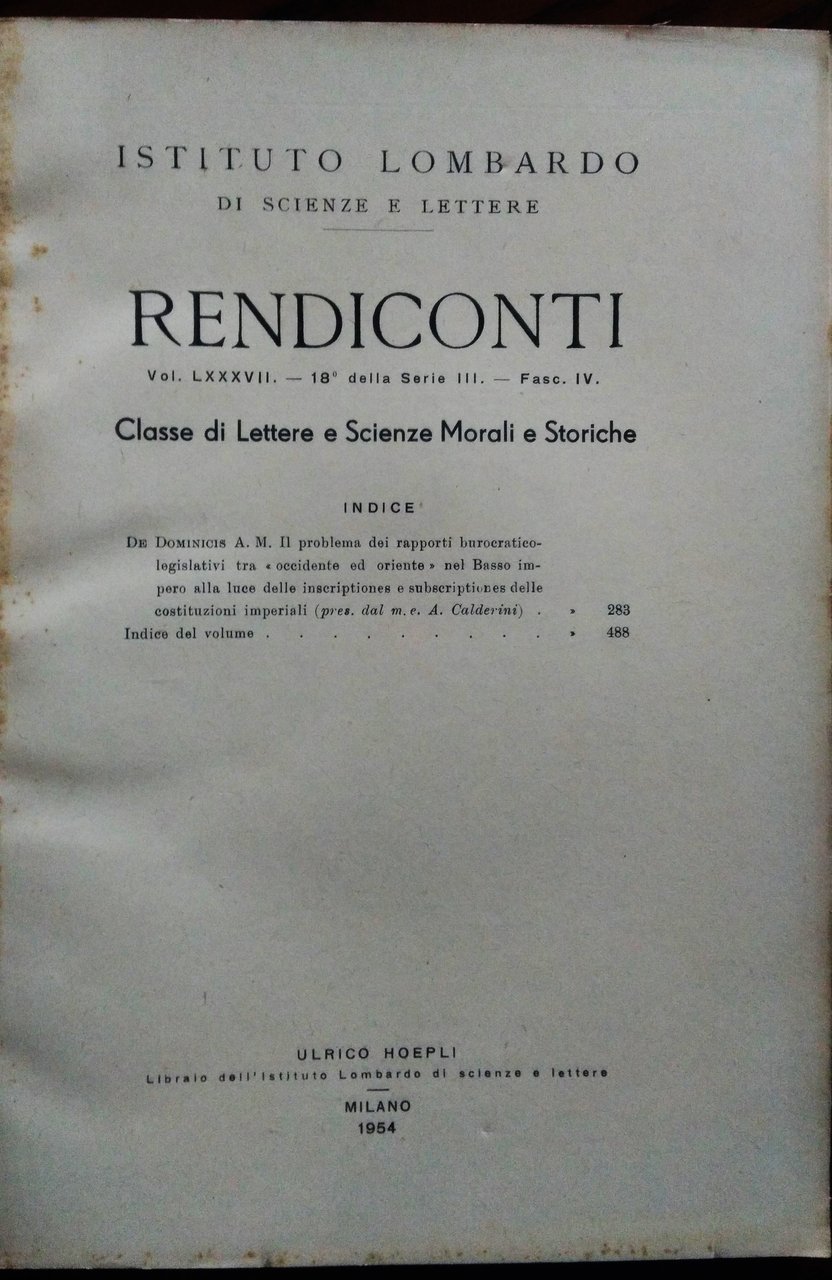 ISTITUTO LOMBARDO
DI SCIENZE E LETTERE
RENDICONTI
Vol. LXXXVII. — 18° della Serie III. — Fasc. IV.
Classe di Lettere e Scienze Morali e Storiche
INDICE
DE DOMINICIS A. M. Il problema dei rapporti burocratico-
legislativi tra « occidente ed oriente » nel Basso im-
pero alla luce delle inscriptiones e subscriptiones delle
costituzioni imperiali (pres. dal m. e. A. Calderini) . » 283
Indice del volume . . . . . . . . . » 488
ULRICO HOEPLI
Libraio dell'Istituto Lombardo di scienze e lettere
MILANO
1954